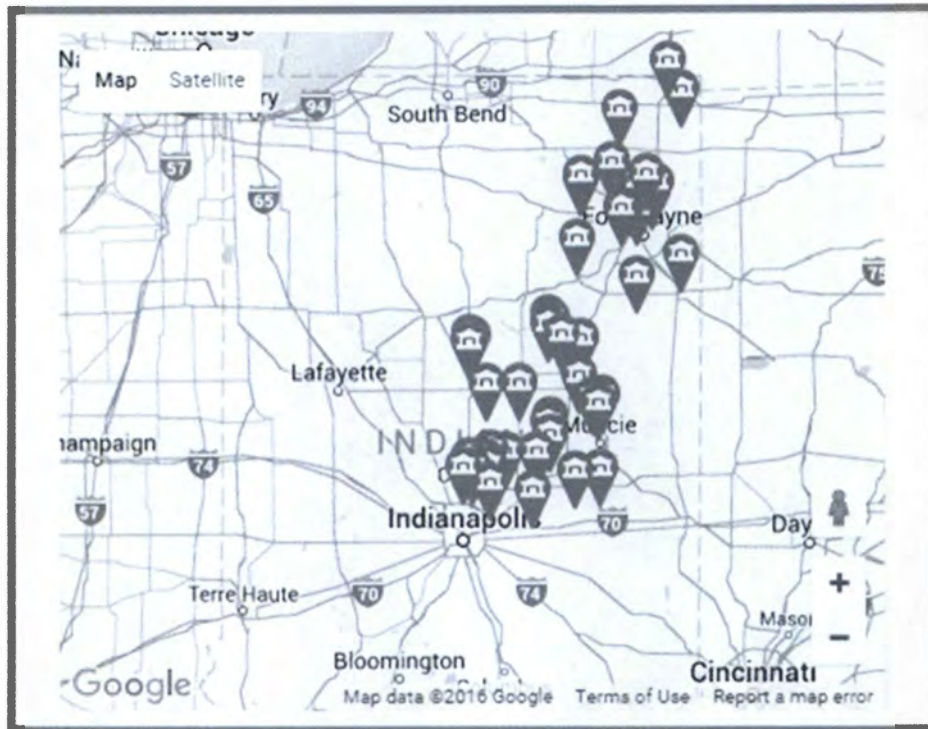 Map Satellite
90
94
South Bend
57
65
Lafayette
74
57
Indianapolis
70
Day
Terre Haute
70
74
+
Masor
−
Bloomington
Cincinnati
Google
Map data ©2016 Google Terms of Use Report a map error